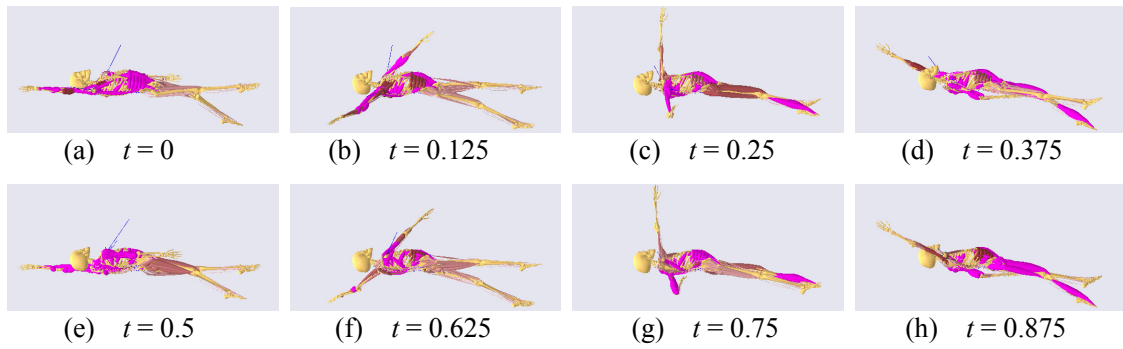 (a) t = 0 (b) t = 0.125 (c) t = 0.25 (d) t = 0.375
(e) t = 0.5 (f) t = 0.625 (g) t = 0.75 (h) t = 0.875